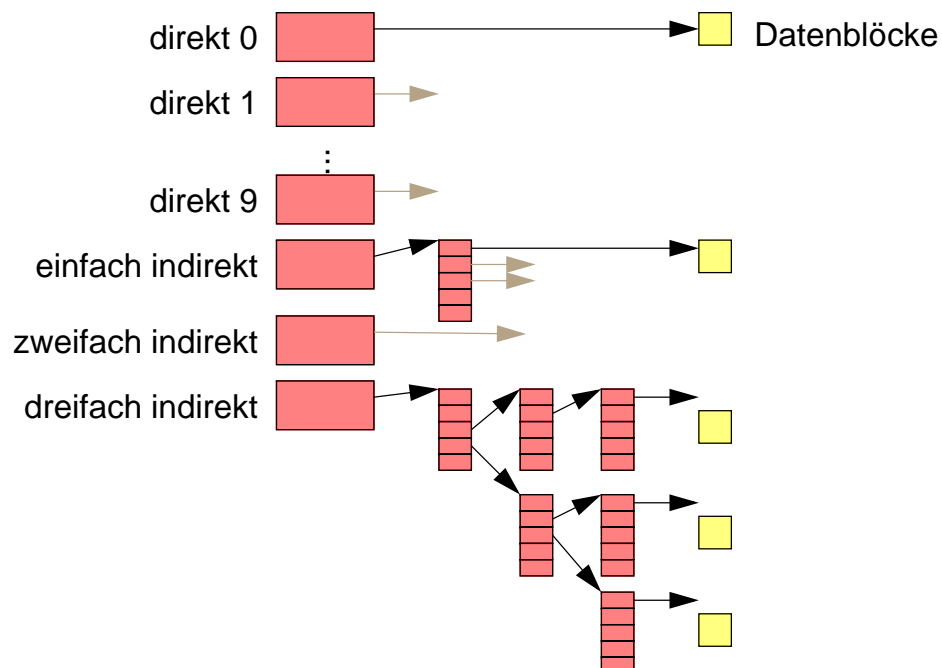 direkt 0
Datenblöcke
direkt 1
⋮
direkt 9
einfach indirekt
zweifach indirekt
dreifach indirekt